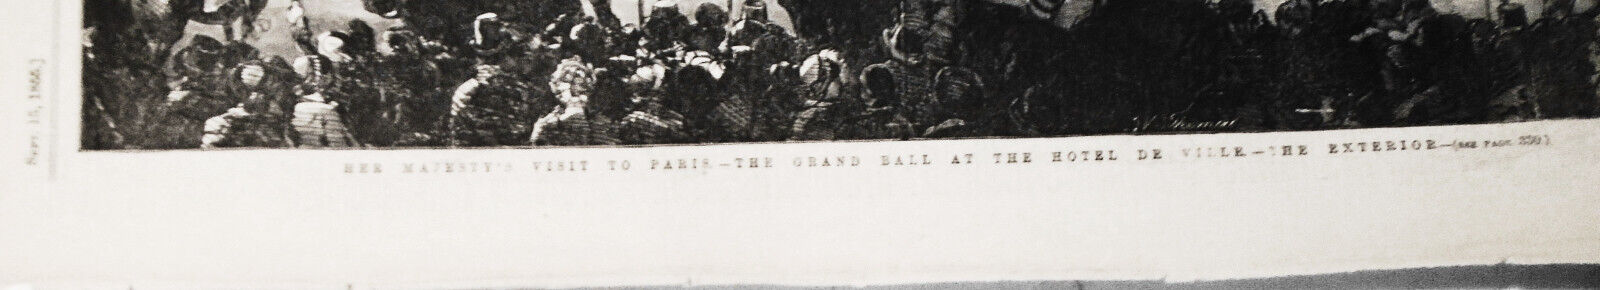 Sept. 15, 1855.]
HER MAJESTY'S VISIT TO PARIS.—THE GRAND BALL AT THE HOTEL DE VILLE.—THE EXTERIOR.—(SEE PAGE 330.)